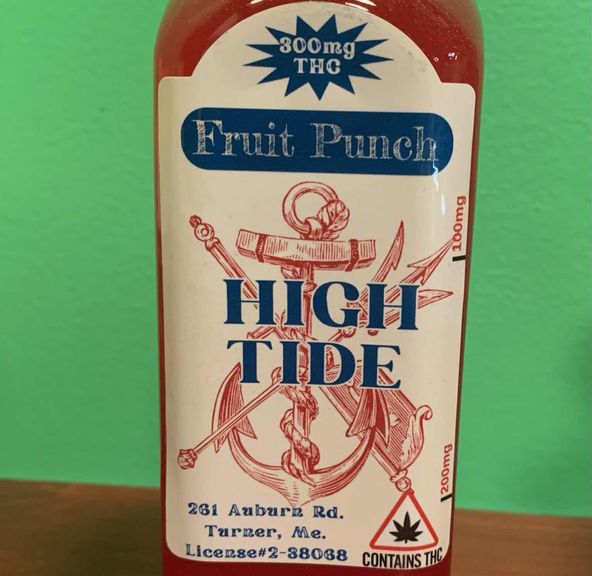 300mg
THC
Fruit Punch
100mg
HIGH
TIDE
200mg
261 Auburn Rd.
Turner, Me.
License#2-38068
CONTAINS THC